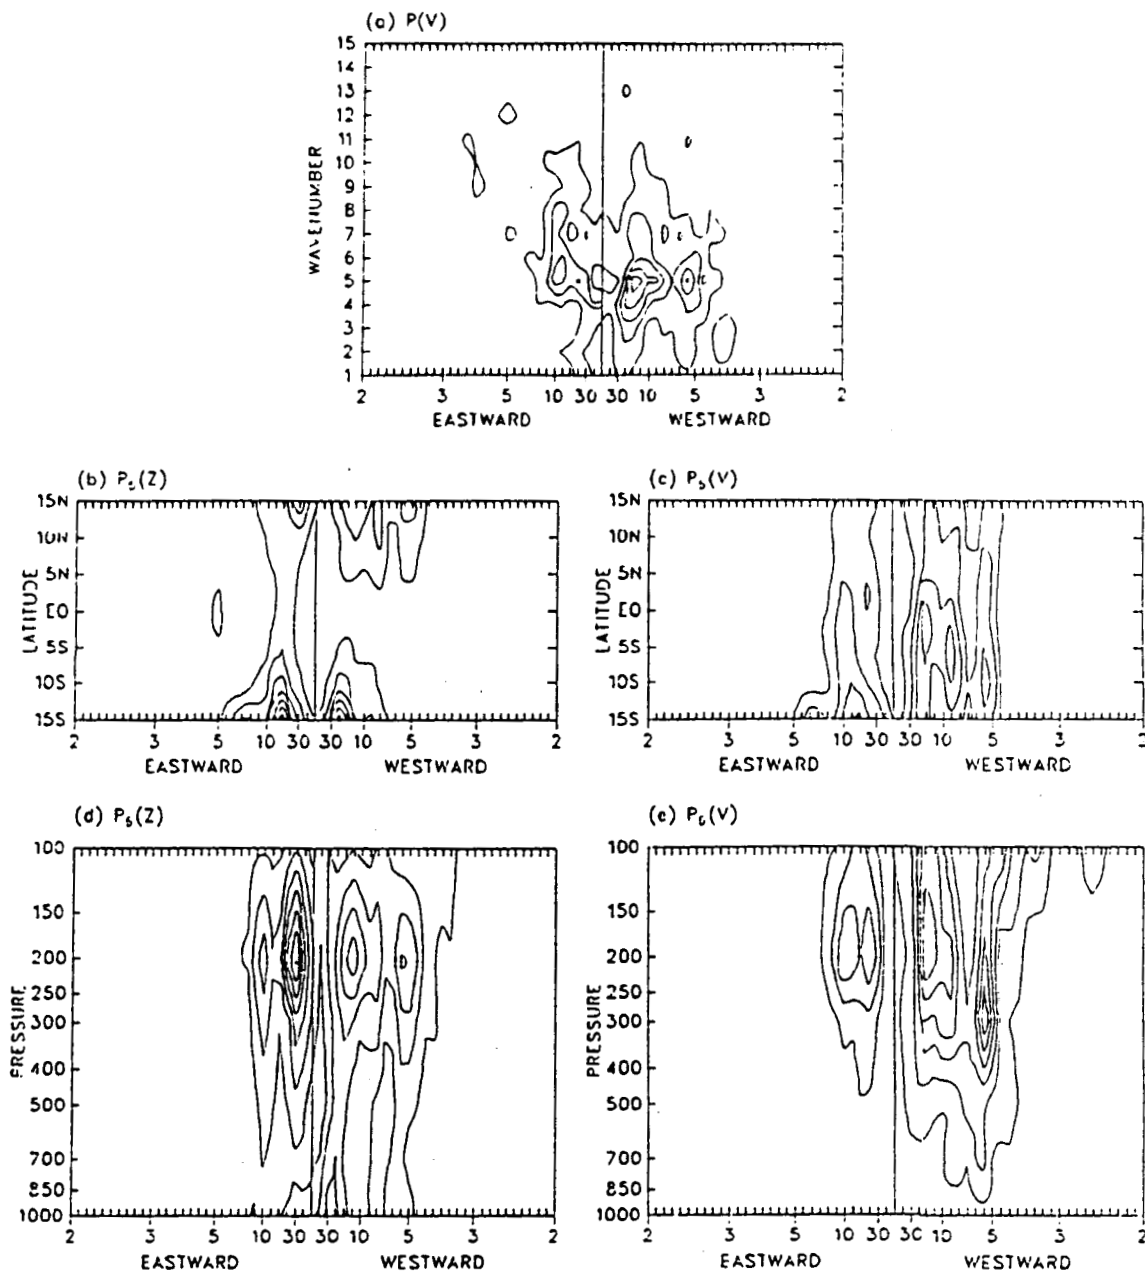 (a) P(V)
15
14
13
12
11
10
9
8
7
6
5
4
3
2
1
WAVENUMBER
2 3 5 10 30 30 10 5 3 2
EASTWARD WESTWARD
(b) P₅(Z)
15N
10N
5N
EQ
5S
10S
15S
LATITUDE
2 3 5 10 30 30 10 5 3 2
EASTWARD WESTWARD
(c) P₅(V)
15N
10N
5N
EQ
5S
10S
15S
LATITUDE
2 3 5 10 30 30 10 5 3 2
EASTWARD WESTWARD
(d) P₅(Z)
100
150
200
250
300
400
500
700
850
1000
PRESSURE
2 3 5 10 30 30 10 5 3 2
EASTWARD WESTWARD
(e)
100
150
200
250
300
400
500
700
850
1000
PRESSURE
2 3 5 10 30 30 10 5 3 2
EASTWARD WESTWARD